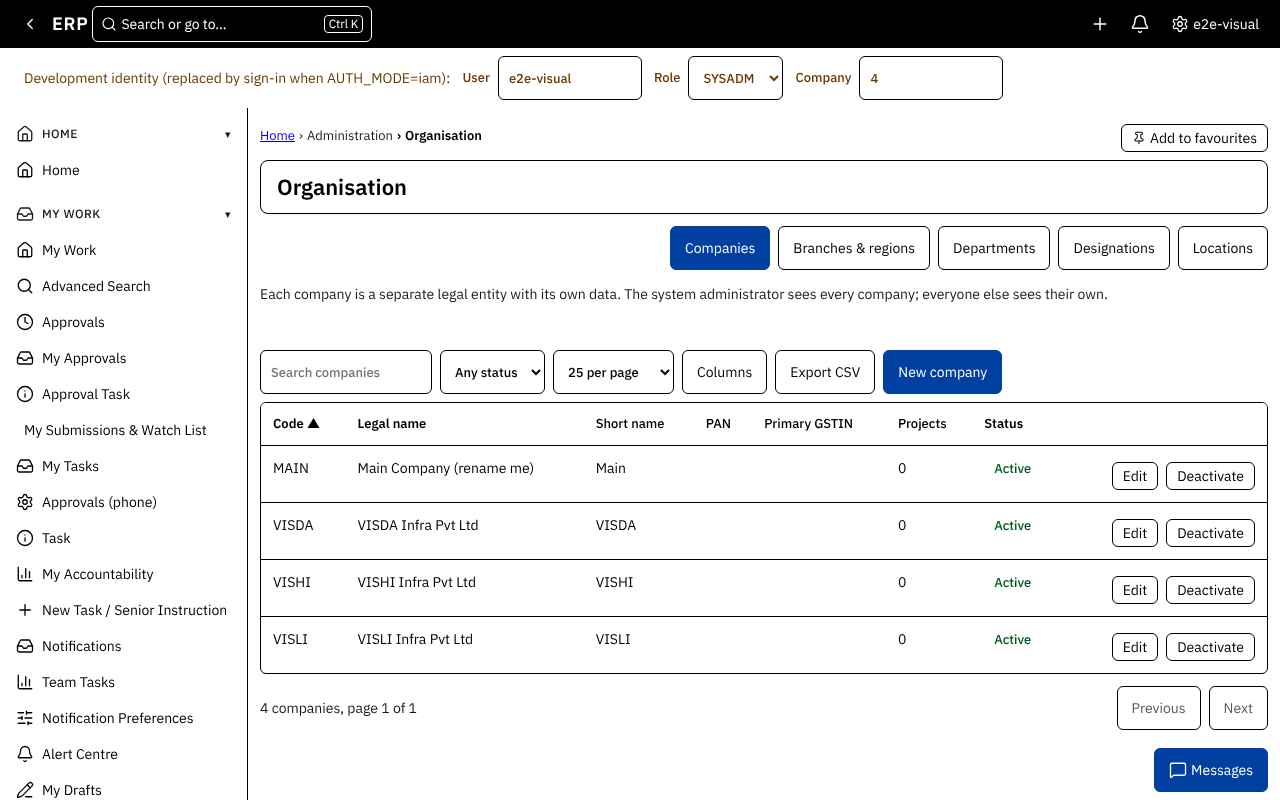 ERP Search or go to... Ctrl K e2e-visual
Development identity (replaced by sign-in when AUTH_MODE=iam): User e2e-visual Role SYSADM Company 4
HOME ▾
Home
MY WORK ▾
My Work
Advanced Search
Approvals
My Approvals
Approval Task
My Submissions & Watch List
My Tasks
Approvals (phone)
Task
My Accountability
New Task / Senior Instruction
Notifications
Team Tasks
Notification Preferences
Alert Centre
My Drafts
Home › Administration › Organisation
Add to favourites
Organisation
Companies Branches & regions Departments Designations Locations
Each company is a separate legal entity with its own data. The system administrator sees every company; everyone else sees their own.
Search companies Any status 25 per page Columns Export CSV New company
Code ▲ Legal name Short name PAN Primary GSTIN Projects Status
MAIN Main Company (rename me) Main 0 Active Edit Deactivate
VISDA VISDA Infra Pvt Ltd VISDA 0 Active Edit Deactivate
VISHI VISHI Infra Pvt Ltd VISHI 0 Active Edit Deactivate
VISLI VISLI Infra Pvt Ltd VISLI 0 Active Edit Deactivate
4 companies, page 1 of 1 Previous Next
Messages